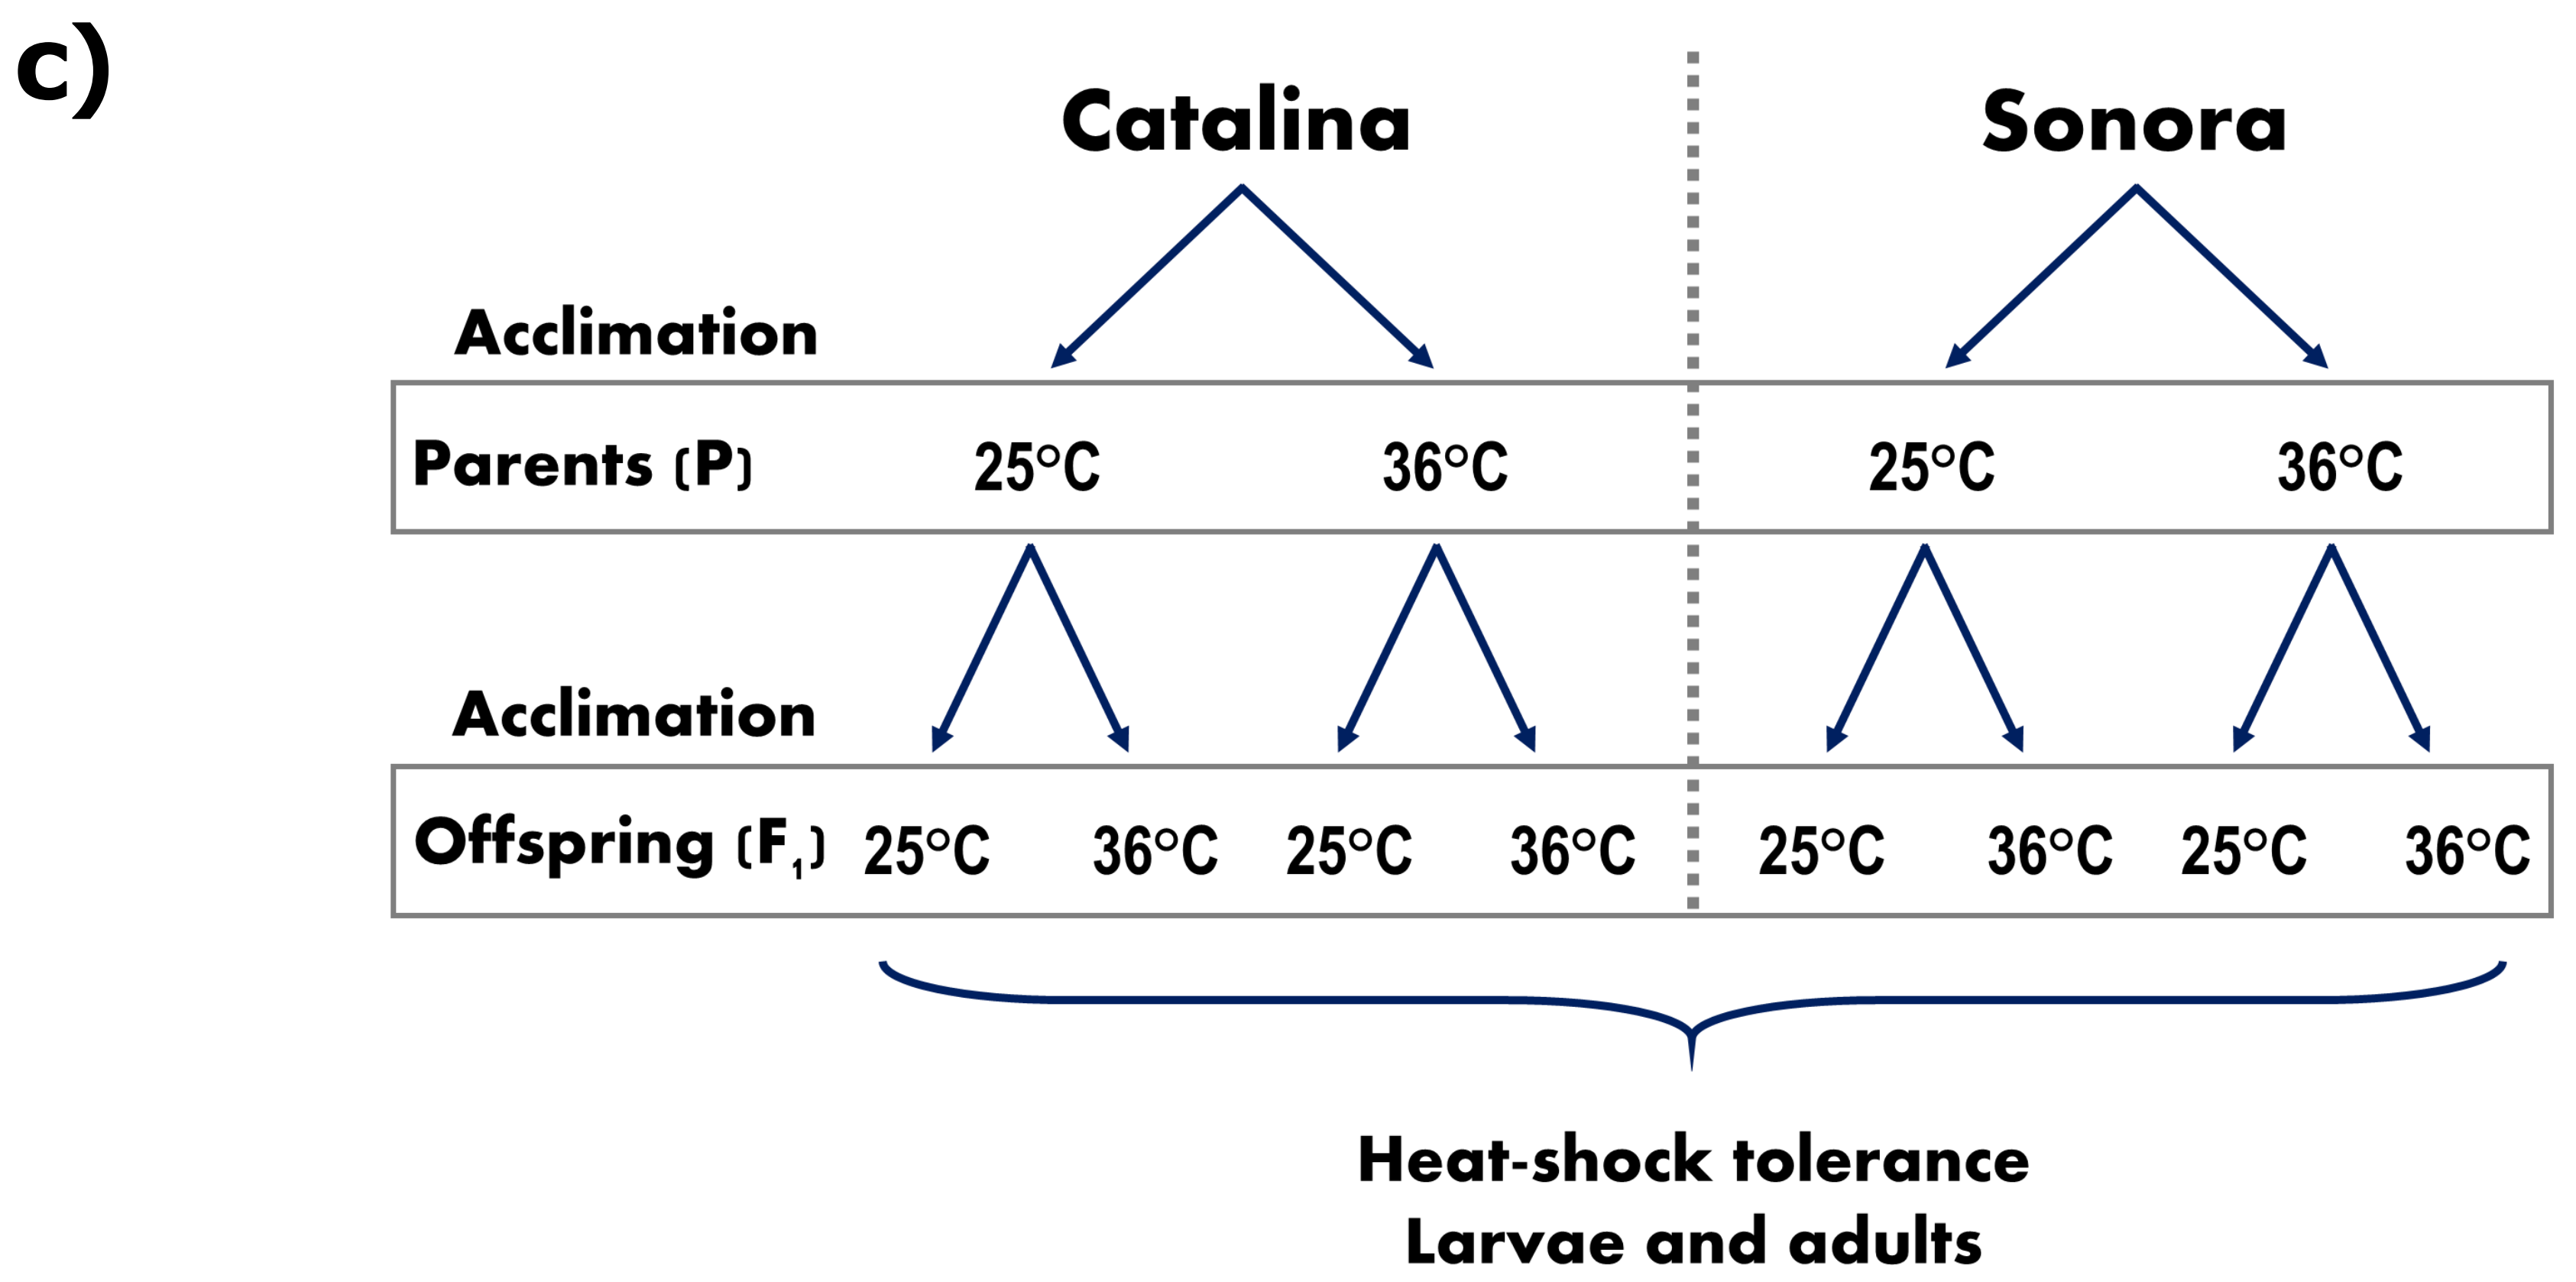 c)
Catalina
Sonora
Acclimation
Parents (P) 25°C 36°C 25°C 36°C
Acclimation
Offspring (F₁) 25°C 36°C 25°C 36°C 25°C 36°C 25°C 36°C
Heat-shock tolerance
Larvae and adults